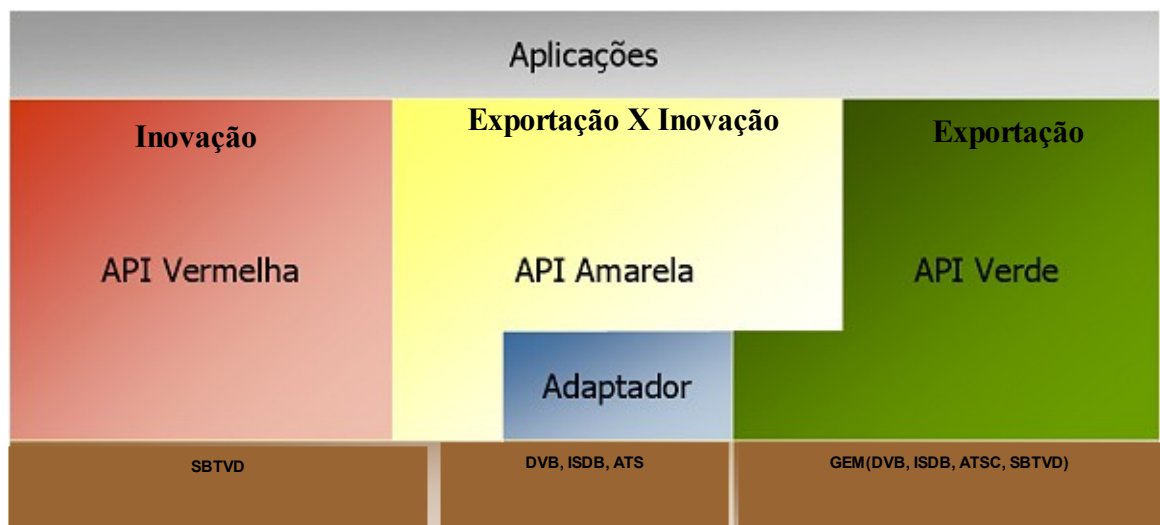 Aplicações
Inovação
Exportação X Inovação
Exportação
API Vermelha
API Amarela
API Verde
Adaptador
SBTVD
DVB, ISDB, ATS
GEM(DVB, ISDB, ATSC, SBTVD)